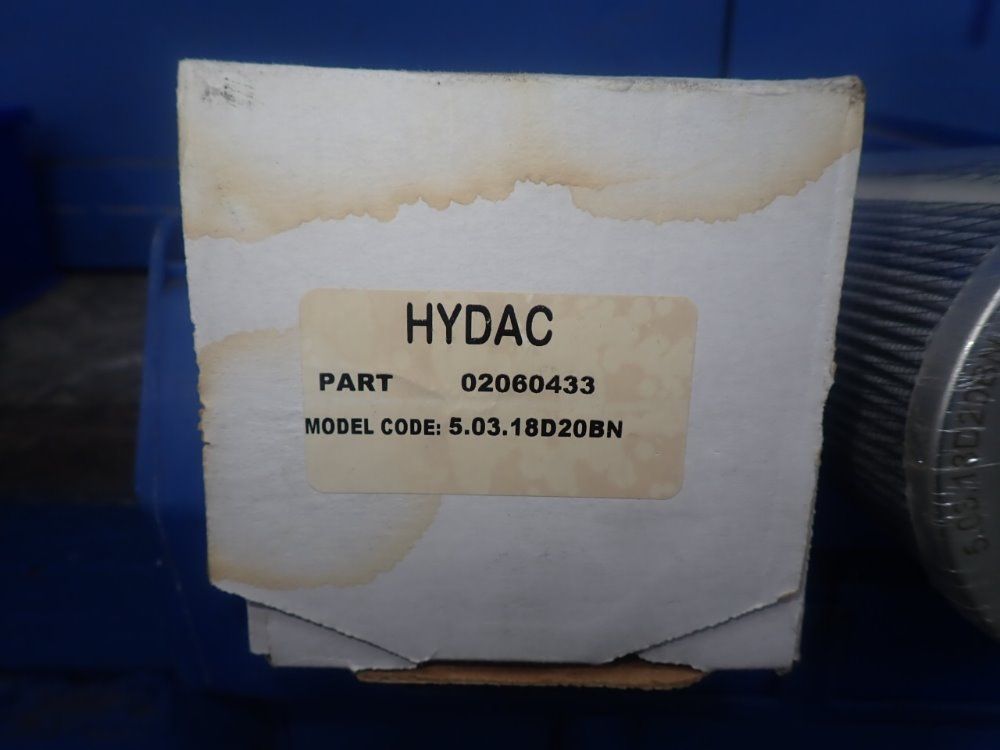 HYDAC
PART 02060433
MODEL CODE: 5.03.18D20BN